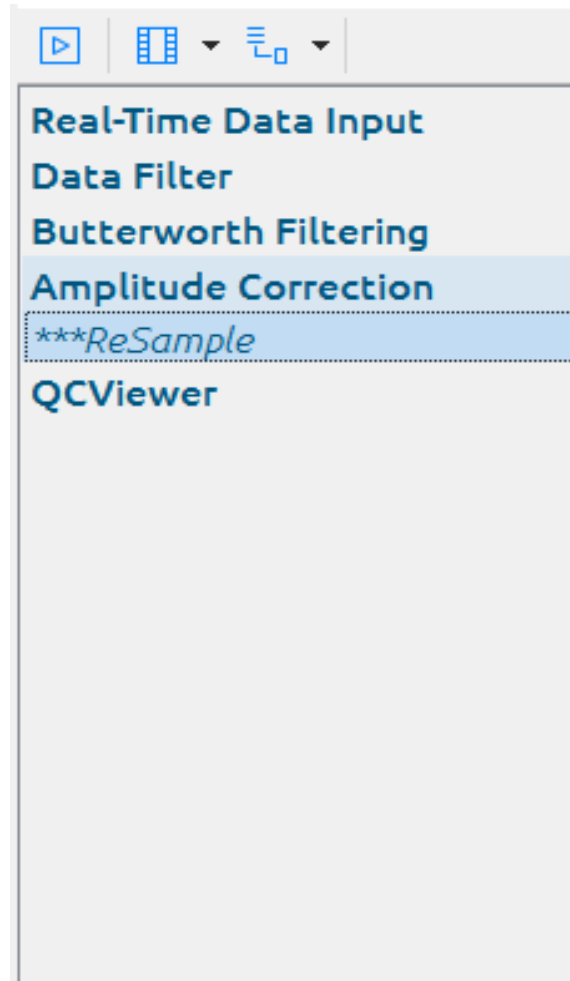 Real-Time Data Input
Data Filter
Butterworth Filtering
Amplitude Correction
***ReSample
QCViewer